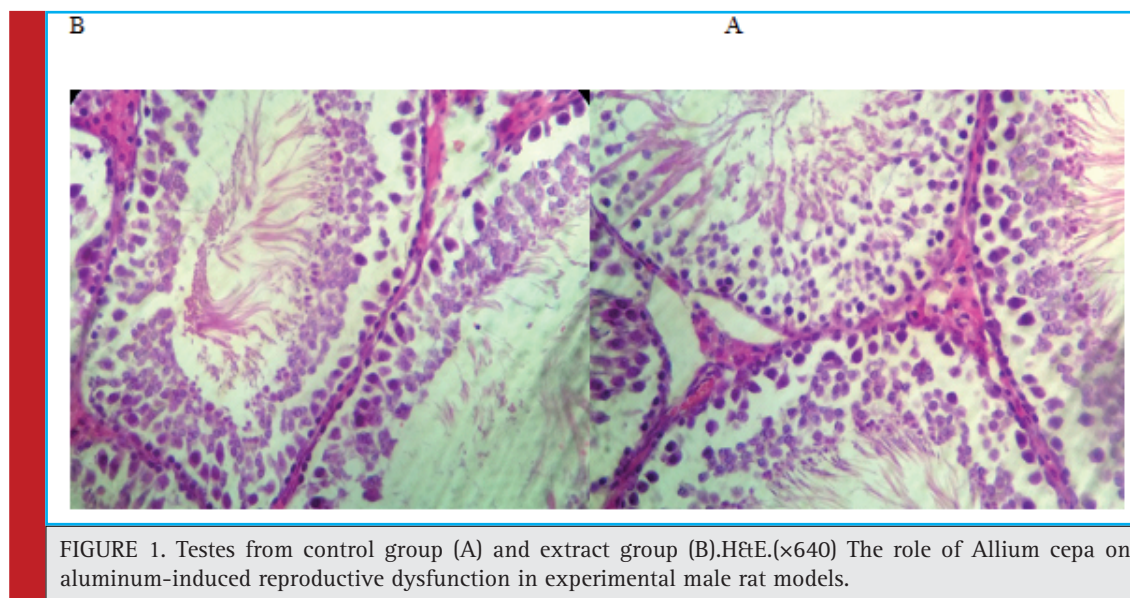 B A
FIGURE 1. Testes from control group (A) and extract group (B).H&E.(×640) The role of Allium cepa on
aluminum-induced reproductive dysfunction in experimental male rat models.